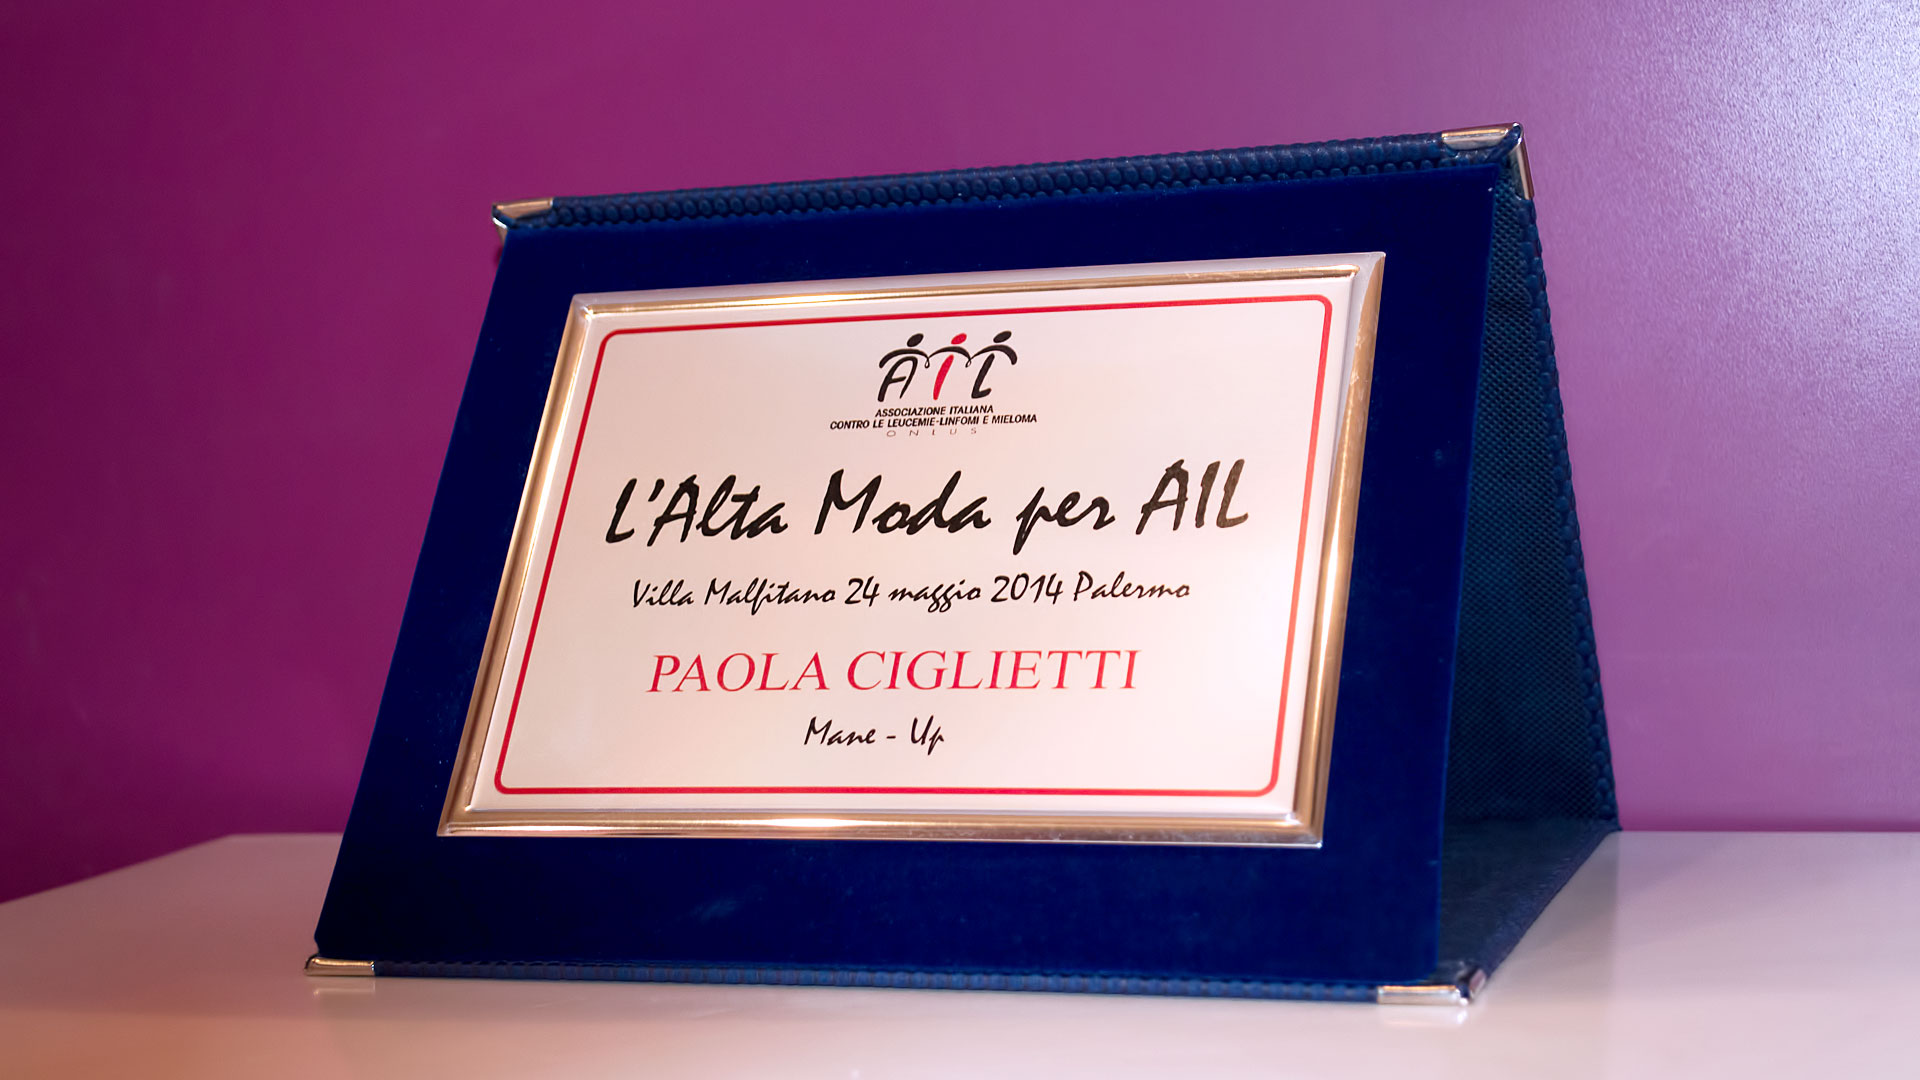 AIL
ASSOCIAZIONE ITALIANA
CONTRO LE LEUCEMIE-LINFOMI E MIELOMA
ONLUS
L'Alta Moda per AIL
Villa Malfitano 24 maggio 2014 Palermo
PAOLA CIGLIETTI
Mane - Up